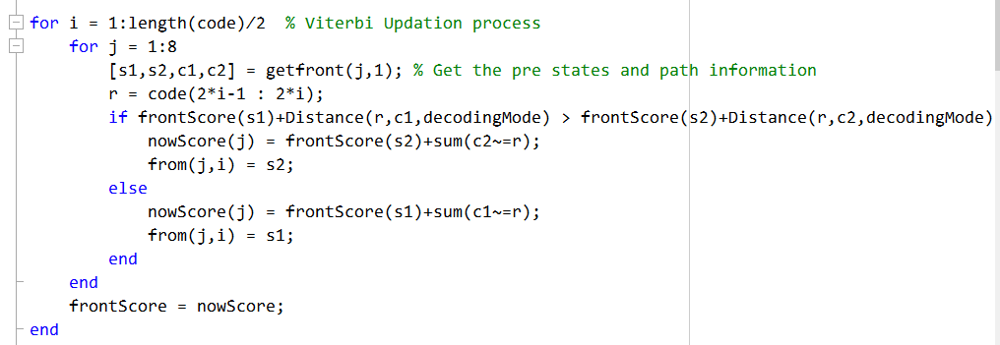 for i = 1:length(code)/2  % Viterbi Updation process
    for j = 1:8
        [s1,s2,c1,c2] = getfront(j,1); % Get the pre states and path information
        r = code(2*i-1 : 2*i);
        if frontScore(s1)+Distance(r,c1,decodingMode) > frontScore(s2)+Distance(r,c2,decodingMode)
            nowScore(j) = frontScore(s2)+sum(c2~=r);
            from(j,i) = s2;
        else
            nowScore(j) = frontScore(s1)+sum(c1~=r);
            from(j,i) = s1;
        end
    end
    frontScore = nowScore;
end